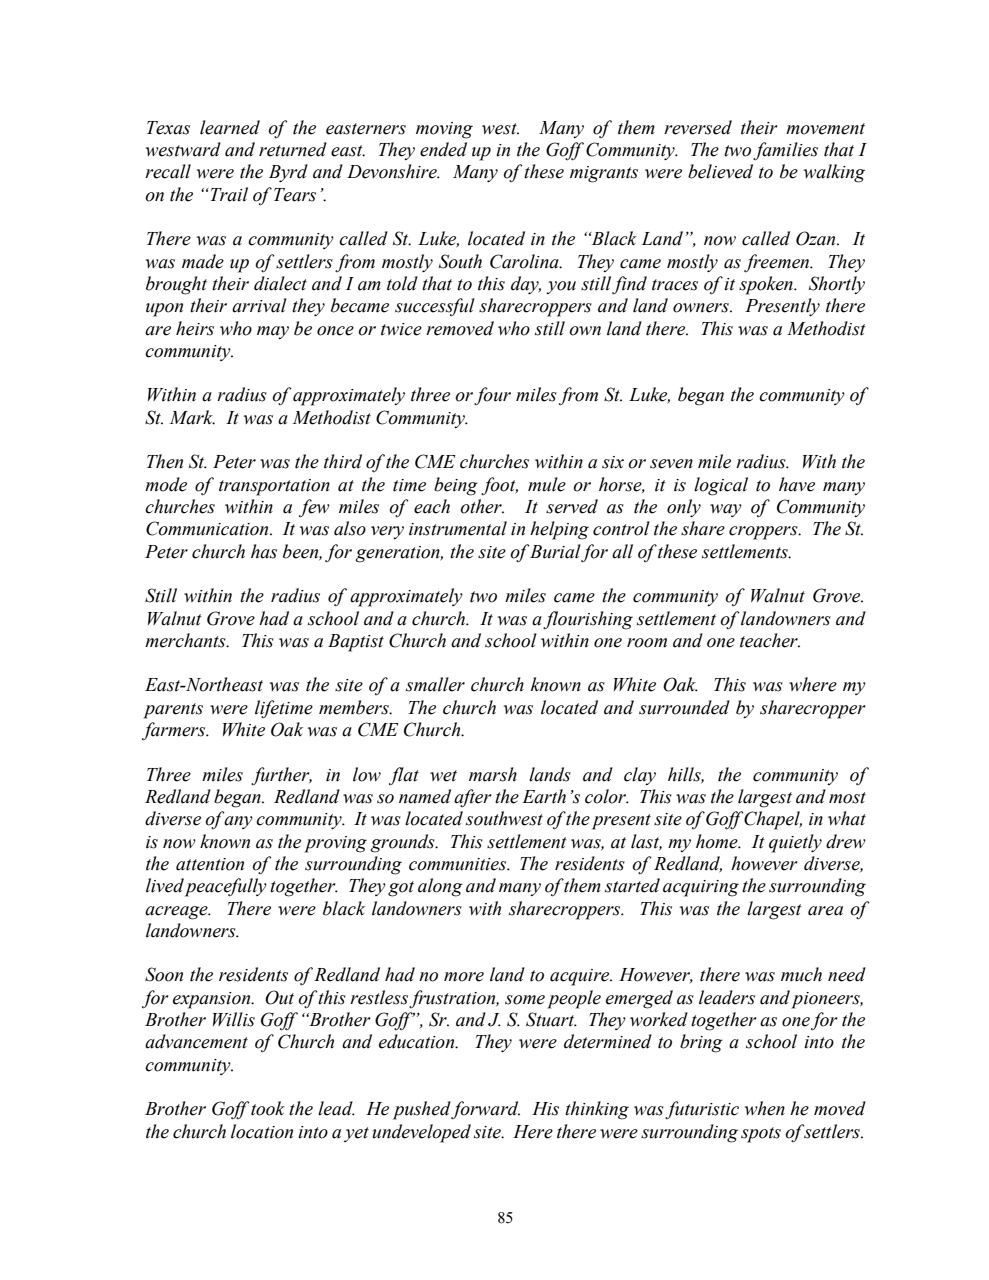 Texas learned of the easterners moving west.  Many of them reversed their movement
westward and returned east.  They ended up in the Goff Community.  The two families that I
recall were the Byrd and Devonshire.  Many of these migrants were believed to be walking
on the “Trail of Tears’.
There was a community called St. Luke, located in the “Black Land”, now called Ozan.  It
was made up of settlers from mostly South Carolina.  They came mostly as freemen.  They
brought their dialect and I am told that to this day, you still find traces of it spoken.  Shortly
upon their arrival they became successful sharecroppers and land owners.  Presently there
are heirs who may be once or twice removed who still own land there.  This was a Methodist
community.
Within a radius of approximately three or four miles from St. Luke, began the community of
St. Mark.  It was a Methodist Community.
Then St. Peter was the third of the CME churches within a six or seven mile radius.  With the
mode of transportation at the time being foot, mule or horse, it is logical to have many
churches within a few miles of each other.  It served as the only way of Community
Communication.  It was also very instrumental in helping control the share croppers.  The St.
Peter church has been, for generation, the site of Burial for all of these settlements.
Still within the radius of approximately two miles came the community of Walnut Grove.
Walnut Grove had a school and a church.  It was a flourishing settlement of landowners and
merchants.  This was a Baptist Church and school within one room and one teacher.
East-Northeast was the site of a smaller church known as White Oak.  This was where my
parents were lifetime members.  The church was located and surrounded by sharecropper
farmers.  White Oak was a CME Church.
Three miles further, in low flat wet marsh lands and clay hills, the community of
Redland began.  Redland was so named after the Earth’s color.  This was the largest and most
diverse of any community.  It was located southwest of the present site of Goff Chapel, in what
is now known as the proving grounds.  This settlement was, at last, my home.  It quietly drew
the attention of the surrounding communities. The residents of Redland, however diverse,
lived peacefully together.  They got along and many of them started acquiring the surrounding
acreage.  There were black landowners with sharecroppers.  This was the largest area of
landowners.
Soon the residents of Redland had no more land to acquire. However, there was much need
for expansion.  Out of this restless frustration, some people emerged as leaders and pioneers,
Brother Willis Goff “Brother Goff”, Sr. and J. S. Stuart.  They worked together as one for the
advancement of Church and education.  They were determined to bring a school into the
community.
Brother Goff took the lead.  He pushed forward.  His thinking was futuristic when he moved
the church location into a yet undeveloped site.  Here there were surrounding spots of settlers.
85